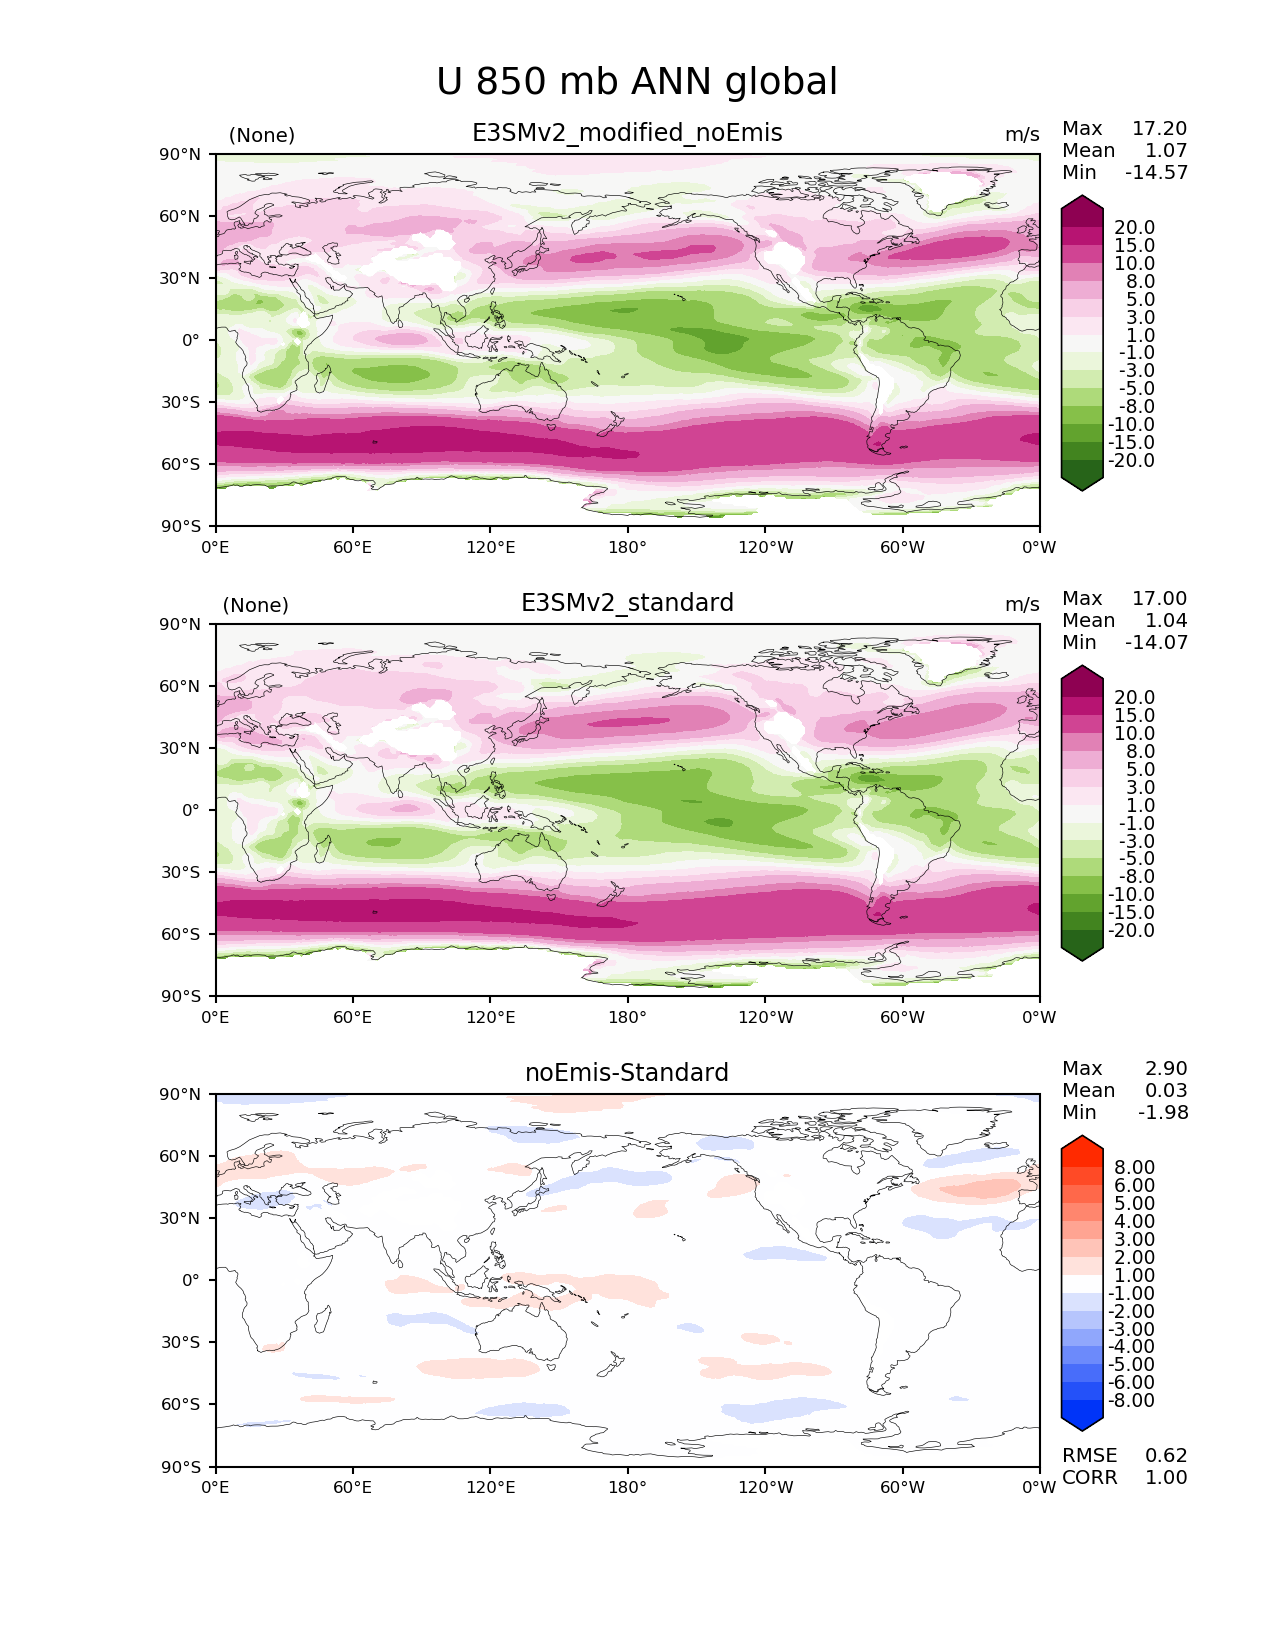 U 850 mb ANN global
(None) E3SMv2_modified_noEmis m/s
Max 17.20
Mean 1.07
Min -14.57
90°N
60°N
30°N
0°
30°S
60°S
90°S
0°E 60°E 120°E 180° 120°W 60°W 0°W
20.0
15.0
10.0
8.0
5.0
3.0
1.0
-1.0
-3.0
-5.0
-8.0
-10.0
-15.0
-20.0
(None) E3SMv2_standard m/s
Max 17.00
Mean 1.04
Min -14.07
90°N
60°N
30°N
0°
30°S
60°S
90°S
0°E 60°E 120°E 180° 120°W 60°W 0°W
20.0
15.0
10.0
8.0
5.0
3.0
1.0
-1.0
-3.0
-5.0
-8.0
-10.0
-15.0
-20.0
noEmis-Standard
Max 2.90
Mean 0.03
Min -1.98
90°N
60°N
30°N
0°
30°S
60°S
90°S
0°E 60°E 120°E 180° 120°W 60°W 0°W
8.00
6.00
5.00
4.00
3.00
2.00
1.00
-1.00
-2.00
-3.00
-4.00
-5.00
-6.00
-8.00
RMSE 0.62
CORR 1.00